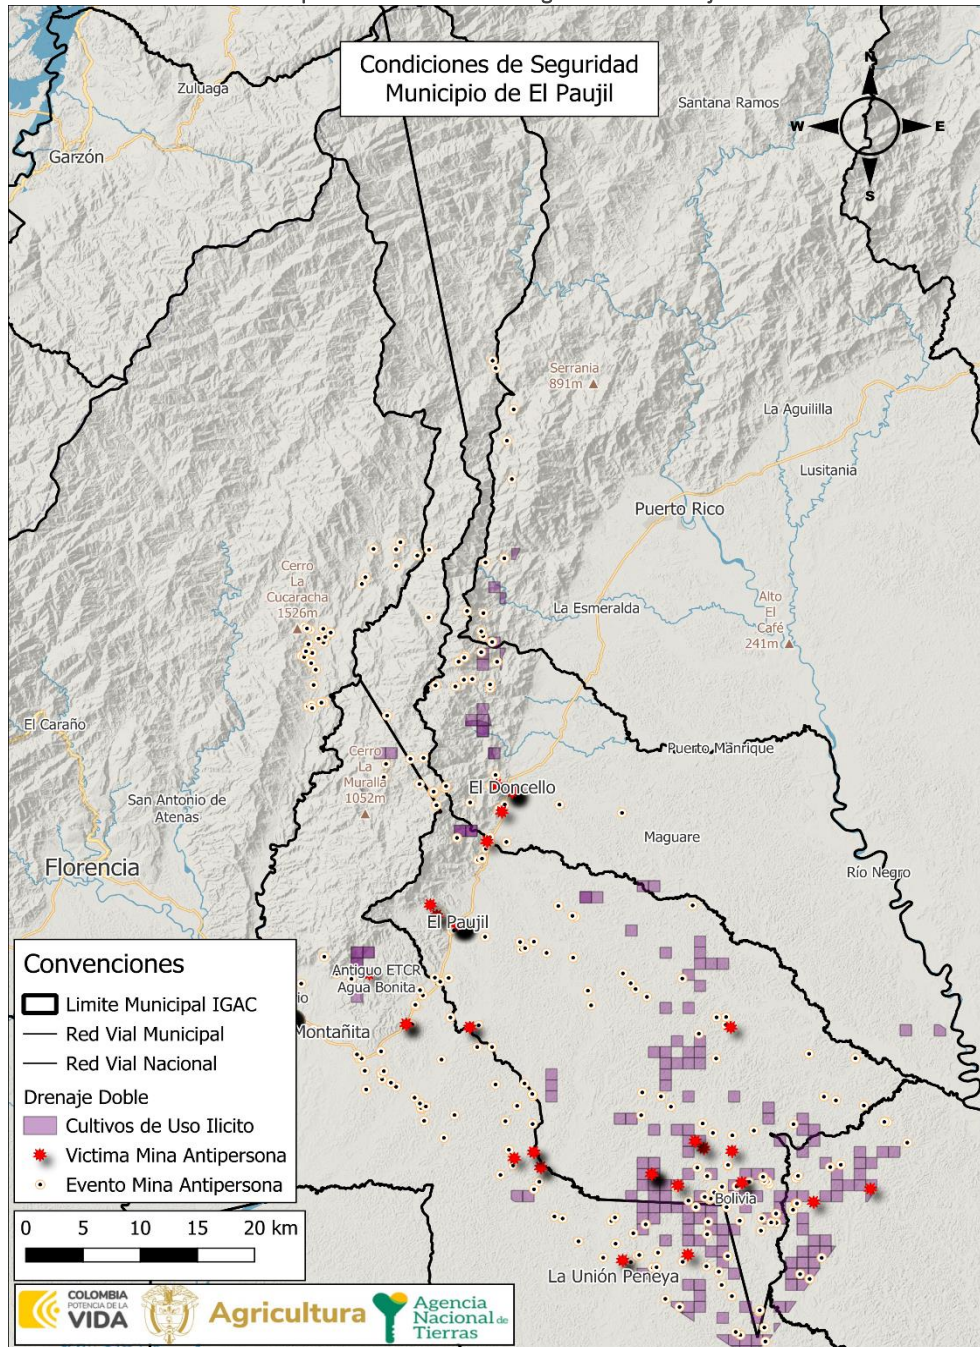 Condiciones de Seguridad
Municipio de El Paujil
N
W
E
S
Zuluaga
Santana Ramos
Garzón
Serrania
891m
La Aguililla
Lusitania
Puerto Rico
Cerro
La
Cucaracha
1526m
La Esmeralda
Alto
El
Café
241m
El Caraño
Puerto Manrique
Cerro
La
Muralla
1052m
El Doncello
San Antonio de
Atenas
Maguare
Florencia
Río Negro
El Paujil
Antiguo ETCR
Agua Bonita
Montañita
Bolivia
La Unión Peneya
Convenciones
Limite Municipal IGAC
Red Vial Municipal
Red Vial Nacional
Drenaje Doble
Cultivos de Uso Ilicito
Victima Mina Antipersona
Evento Mina Antipersona
0 5 10 15 20 km
COLOMBIA
POTENCIA DE LA
VIDA
Agricultura
Agencia
Nacional de
Tierras